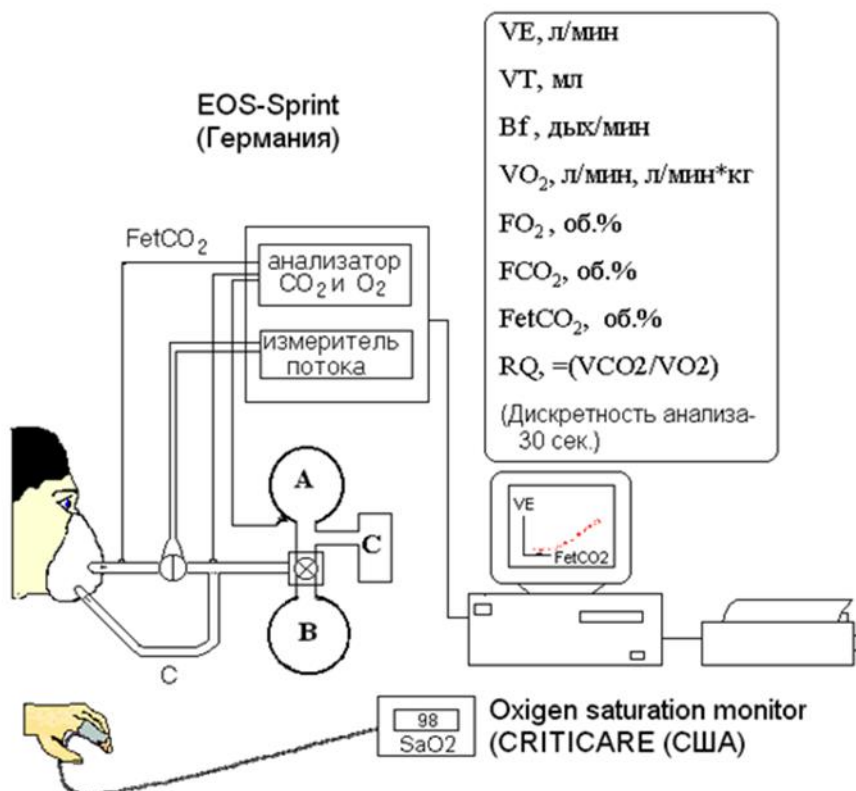 EOS-Sprint
(Германия)
VE, л/мин
VT, мл
Bf, дых/мин
VO₂, л/мин, л/мин*кг
FO₂, об.%
FCO₂, об.%
FetCO₂, об.%
RQ, =(VCO2/VO2)
(Дискретность анализа-
30 сек.)
FetCO₂
анализатор
CO₂ и O₂
измеритель
потока
A
C
B
C
VE
FetCO2
98
SaO2
Oxigen saturation monitor
(CRITICARE (США)